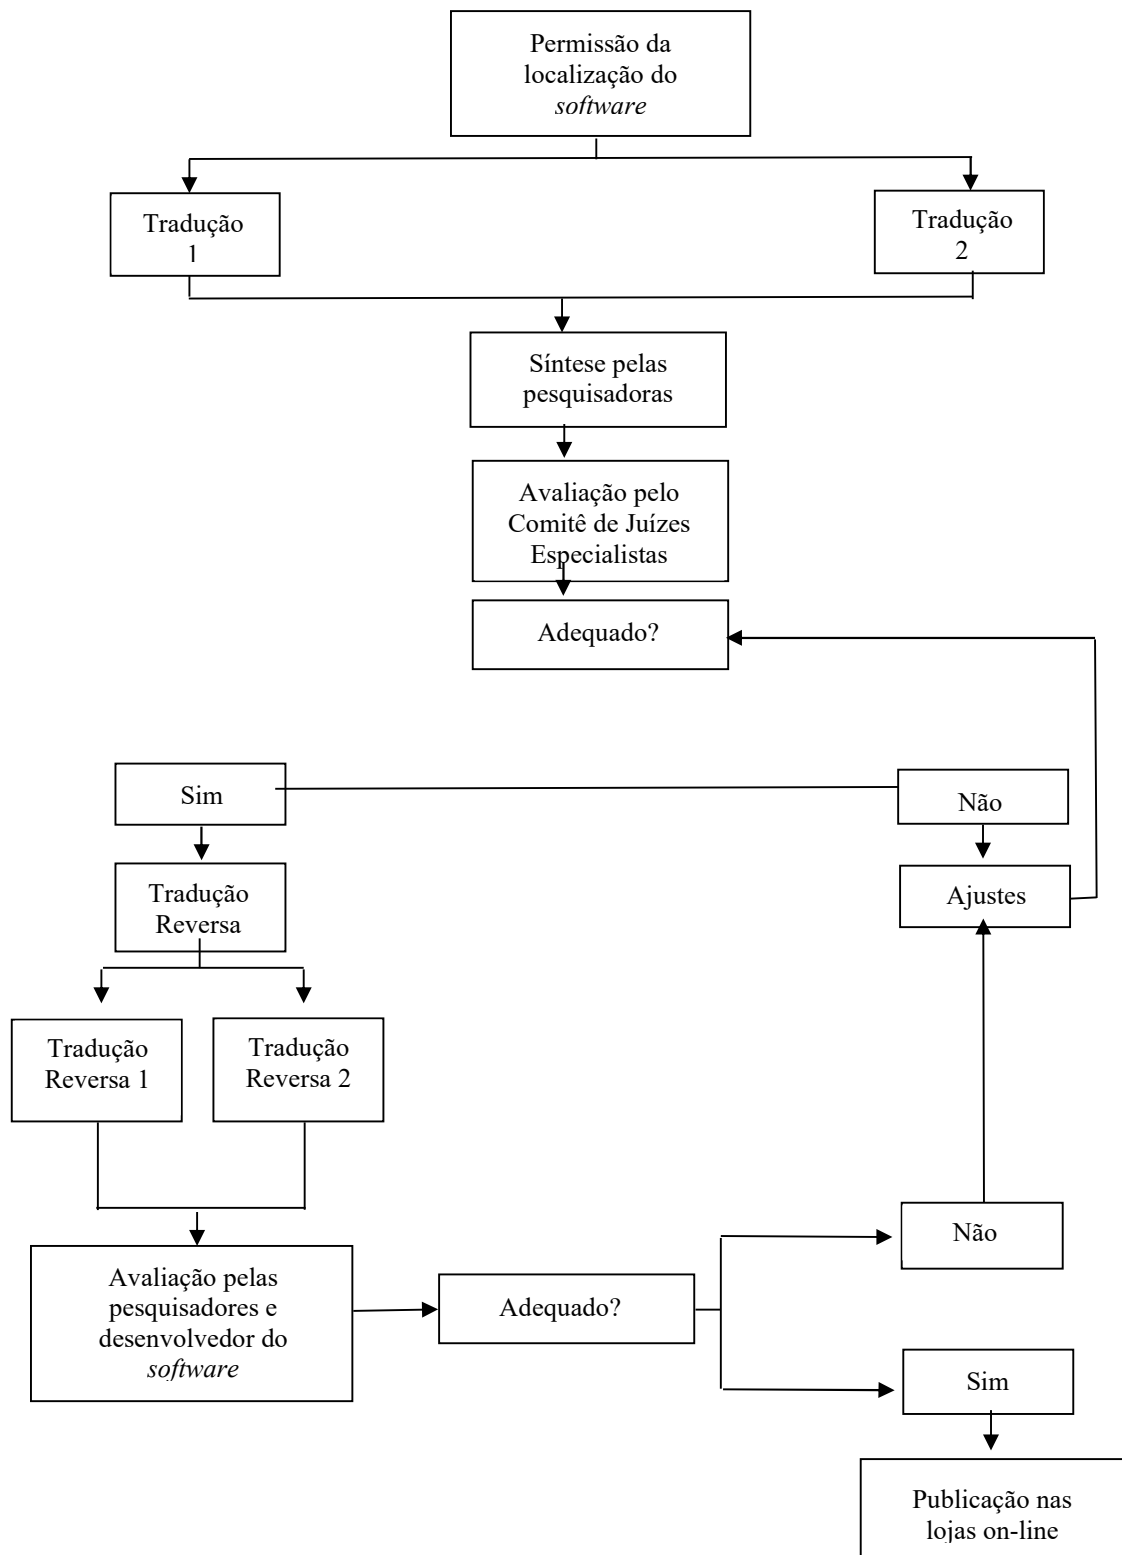 Permissão da
localização do
software
Tradução
1
Tradução
2
Síntese pelas
pesquisadoras
Avaliação pelo
Comitê de Juízes
Especialistas
Adequado?
Sim
Não
Tradução
Reversa
Ajustes
Tradução
Reversa 1
Tradução
Reversa 2
Avaliação pelas
pesquisadores e
desenvolvedor do
software
Adequado?
Não
Sim
Publicação nas
lojas on-line